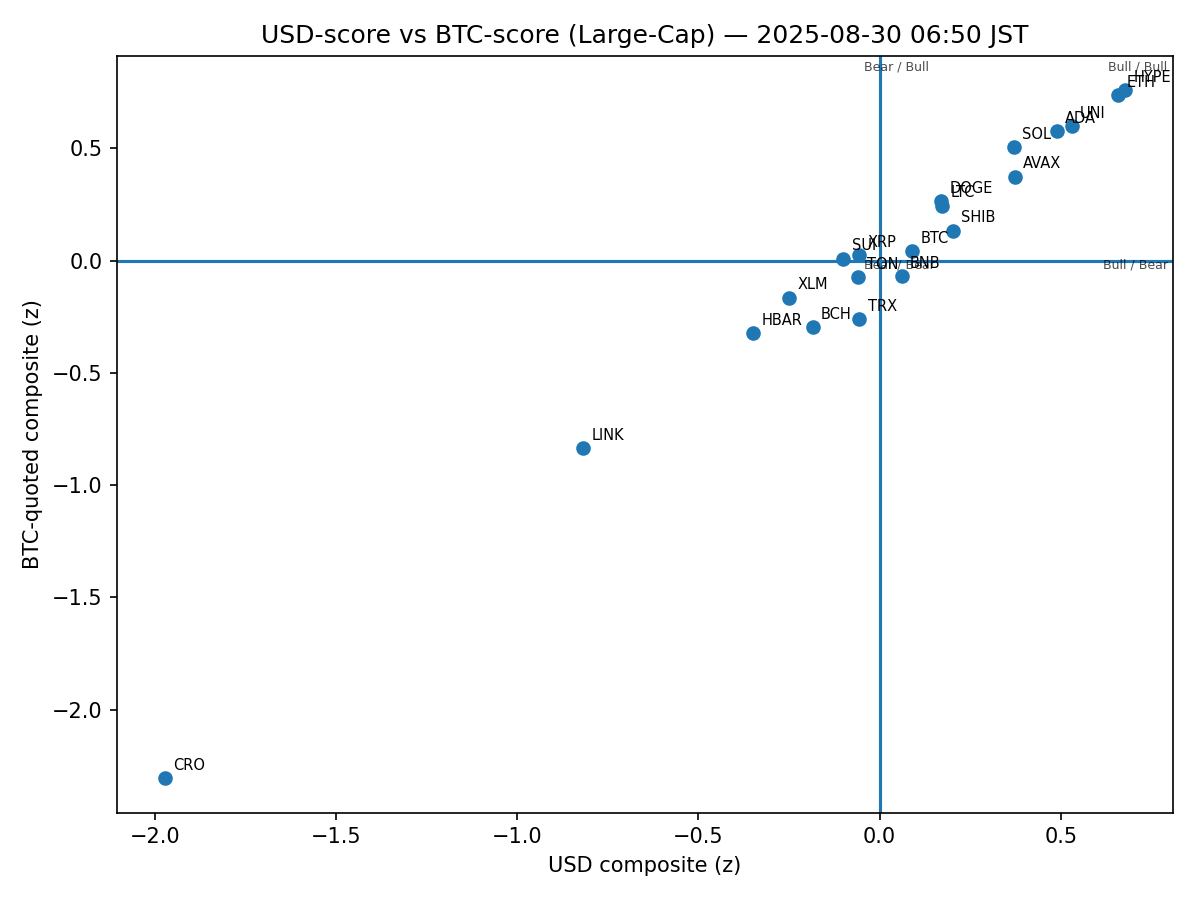 USD-score vs BTC-score (Large-Cap) — 2025-08-30 06:50 JST
Bear / Bull
Bull / Bull
HYPE
ETH
UNI
ADA
SOL
AVAX
DOGE
LTC
SHIB
BTC
XRP
SUI
TON
Bear / Bear
BNB
Bull / Bear
XLM
TRX
BCH
HBAR
LINK
CRO
0.5
0.0
−0.5
−1.0
−1.5
−2.0
BTC-quoted composite (z)
−2.0
−1.5
−1.0
−0.5
0.0
0.5
USD composite (z)